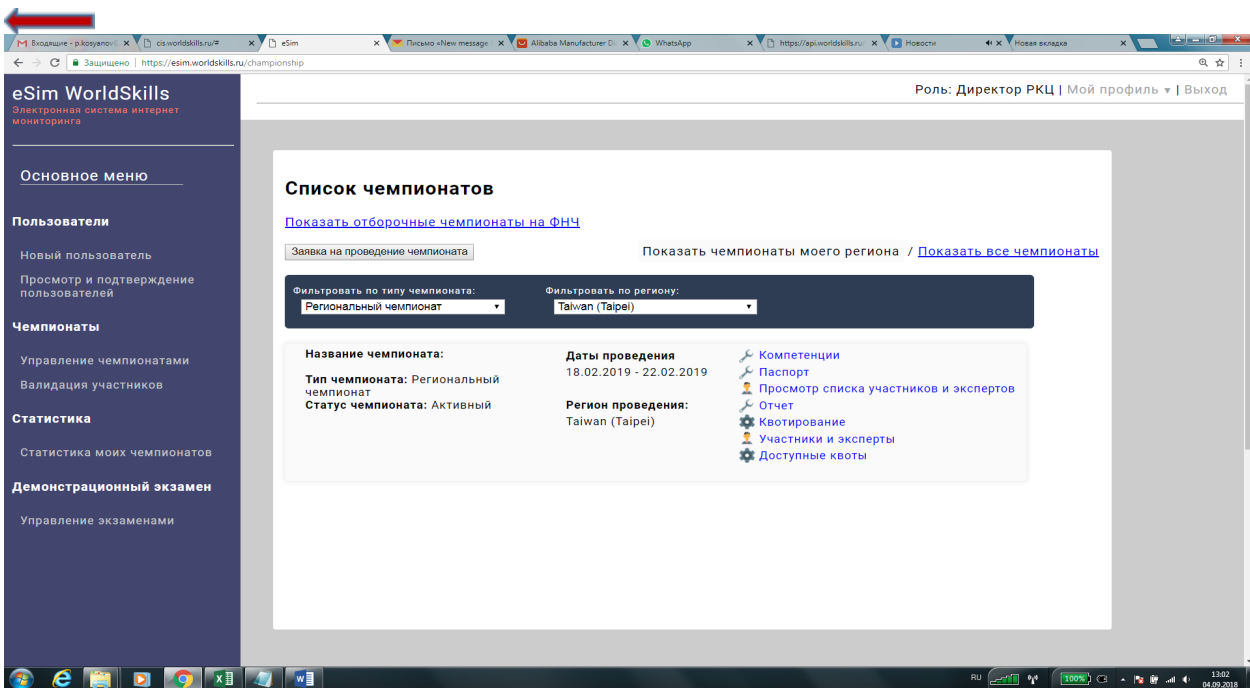 Входящие - p.kosyanov@
cis.worldskills.ru/#
eSim
Письмо «New message
Alibaba Manufacturer Di
WhatsApp
https://api.worldskills.ru/
Новости
Новая вкладка
Защищено | https://esim.worldskills.ru/championship
eSim WorldSkills
Электронная система интернет
мониторинга
Роль: Директор РКЦ | Мой профиль ▾ | Выход
Основное меню
Пользователи
Новый пользователь
Просмотр и подтверждение
пользователей
Чемпионаты
Управление чемпионатами
Валидация участников
Статистика
Статистика моих чемпионатов
Демонстрационный экзамен
Управление экзаменами
Список чемпионатов
Показать отборочные чемпионаты на ФНЧ
Заявка на проведение чемпионата
Показать чемпионаты моего региона / Показать все чемпионаты
Фильтровать по типу чемпионата:
Региональный чемпионат
Фильтровать по региону:
Taiwan (Taipei)
Название чемпионата:
Тип чемпионата: Региональный
чемпионат
Статус чемпионата: Активный
Даты проведения
18.02.2019 - 22.02.2019
Регион проведения:
Taiwan (Taipei)
Компетенции
Паспорт
Просмотр списка участников и экспертов
Отчет
Квотирование
Участники и эксперты
Доступные квоты
RU
100%
13:02
04.09.2018